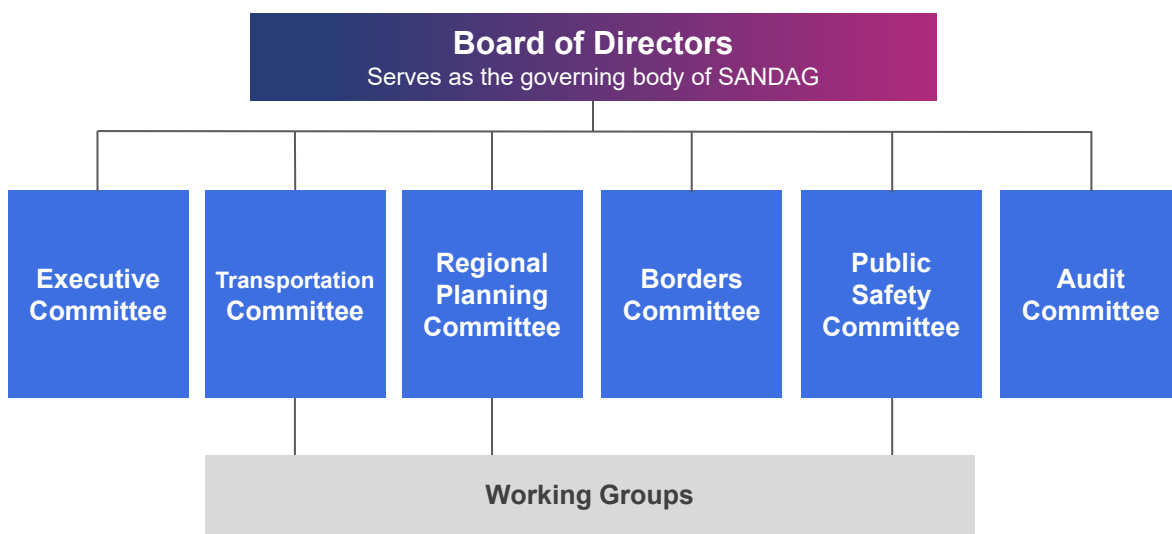 Board of Directors
Serves as the governing body of SANDAG
Executive
Committee
Transportation
Committee
Regional
Planning
Committee
Borders
Committee
Public
Safety
Committee
Audit
Committee
Working Groups